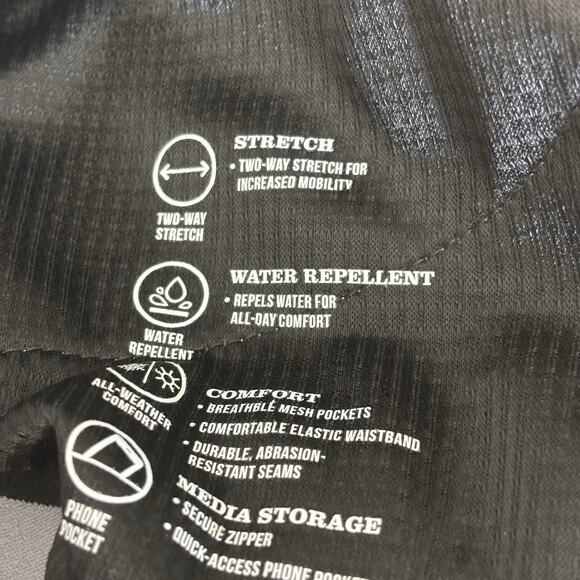 STRETCH
• TWO-WAY STRETCH FOR
INCREASED MOBILITY
TWO-WAY
STRETCH
WATER REPELLENT
• REPELS WATER FOR
ALL-DAY COMFORT
WATER
REPELLENT
COMFORT
• BREATHBLE MESH POCKETS
• COMFORTABLE ELASTIC WAISTBAND
• DURABLE, ABRASION-
RESISTANT SEAMS
ALL-WEATHER
COMFORT
MEDIA STORAGE
• SECURE ZIPPER
• QUICK-ACCESS PHONE POCKET
PHONE
POCKET